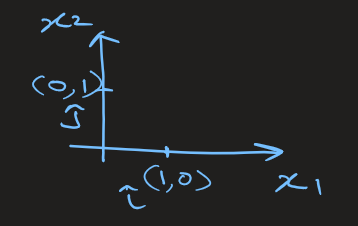 x2
(0,1)
ĵ
(1,0)
î
x1